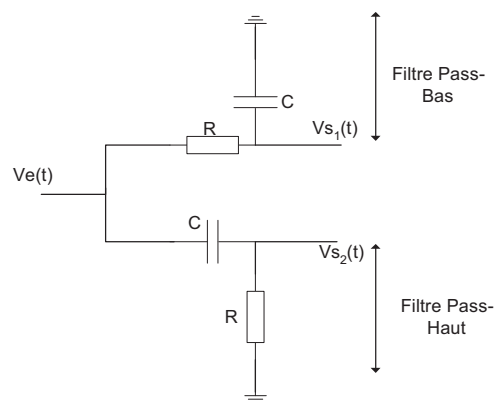 Filtre Pass-
Bas
C
R
Vs₁(t)
Ve(t)
C
Vs₂(t)
R
Filtre Pass-
Haut